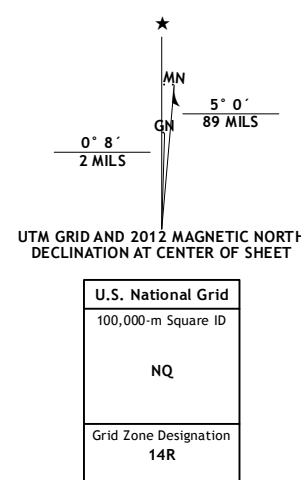 ★
MN
GN
5° 0´
89 MILS
0° 8´
2 MILS
UTM GRID AND 2012 MAGNETIC NORTH
DECLINATION AT CENTER OF SHEET
U.S. National Grid
100,000-m Square ID
NQ
Grid Zone Designation
14R